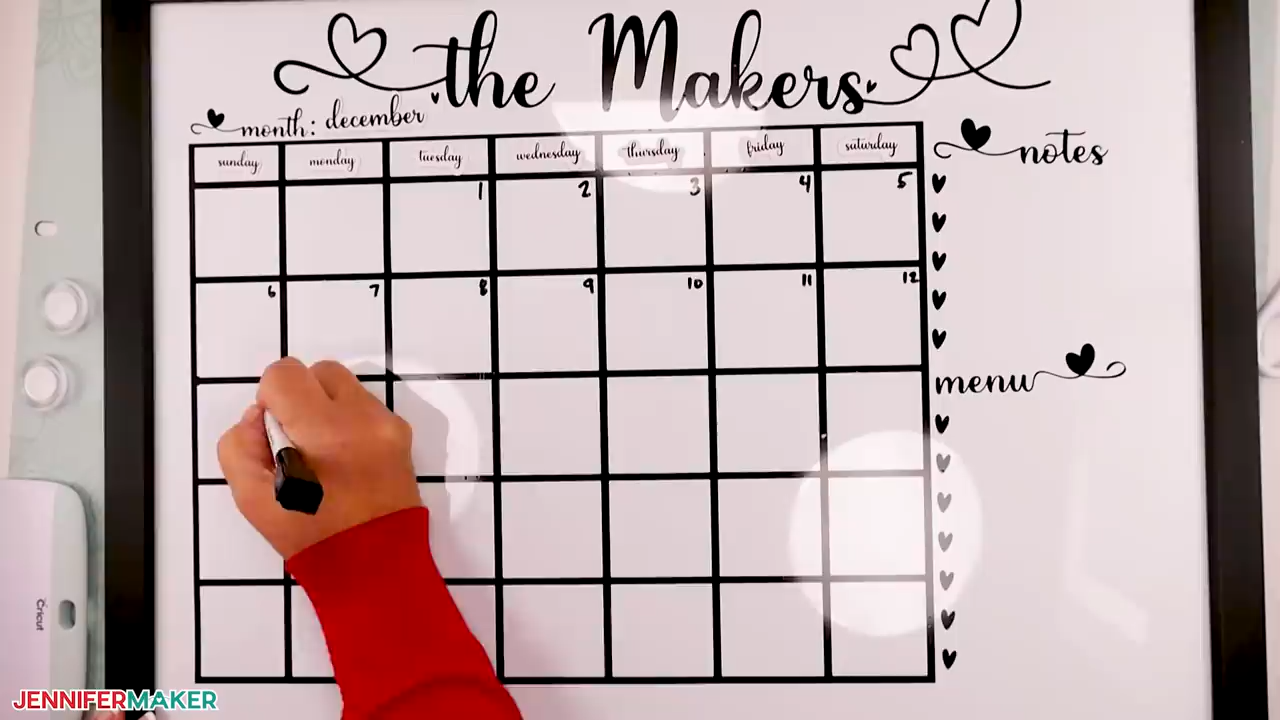 the Makers
month: december
sunday monday tuesday wednesday thursday friday saturday
1 2 3 4 5
6 7 8 9 10 11 12
notes
menu
Cricut
JENNIFERMAKER